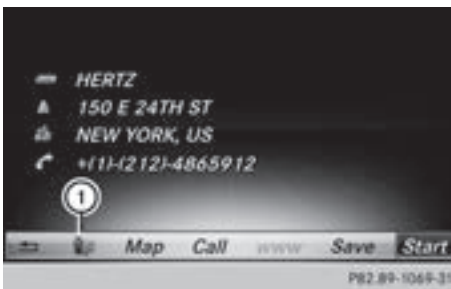 HERTZ
150 E 24TH ST
NEW YORK, US
+(1)-(212)-4865912
1
Map Call www Save Start
P82.89-1069-31